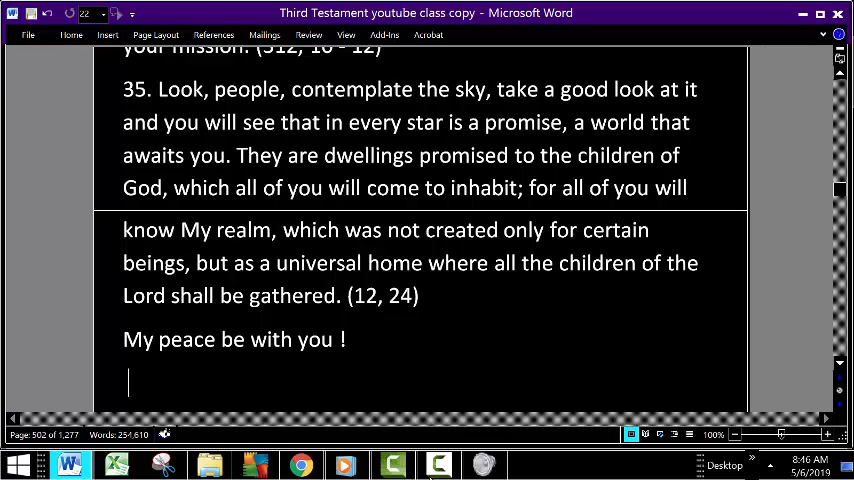 22
Third Testament youtube class copy - Microsoft Word
File Home Insert Page Layout References Mailings Review View Add-Ins Acrobat
your mission. (312, 10 - 12)
35. Look, people, contemplate the sky, take a good look at it
and you will see that in every star is a promise, a world that
awaits you. They are dwellings promised to the children of
God, which all of you will come to inhabit; for all of you will
know My realm, which was not created only for certain
beings, but as a universal home where all the children of the
Lord shall be gathered. (12, 24)
My peace be with you !
Page: 502 of 1,277 Words: 254,610 100%
Desktop
8:46 AM
5/6/2019